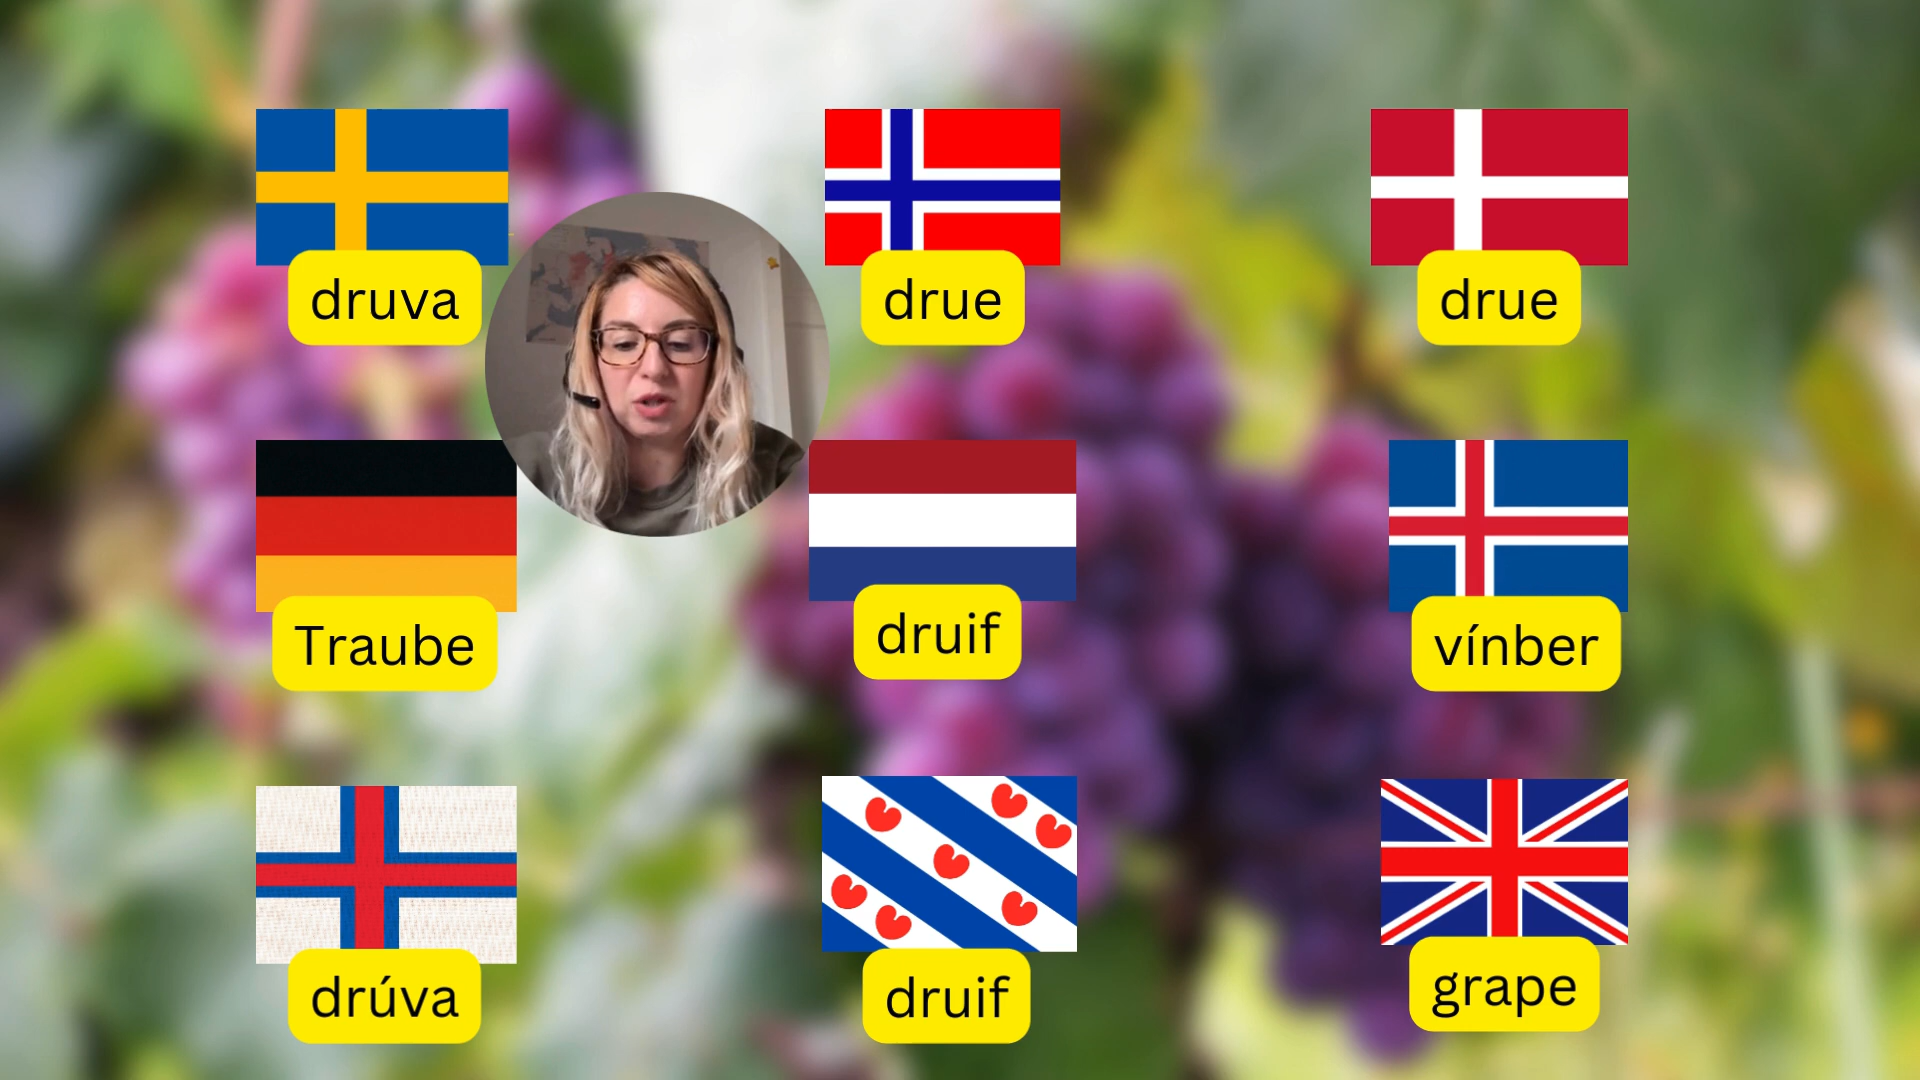 druva
drue
drue
Traube
druif
vínber
drúva
druif
grape